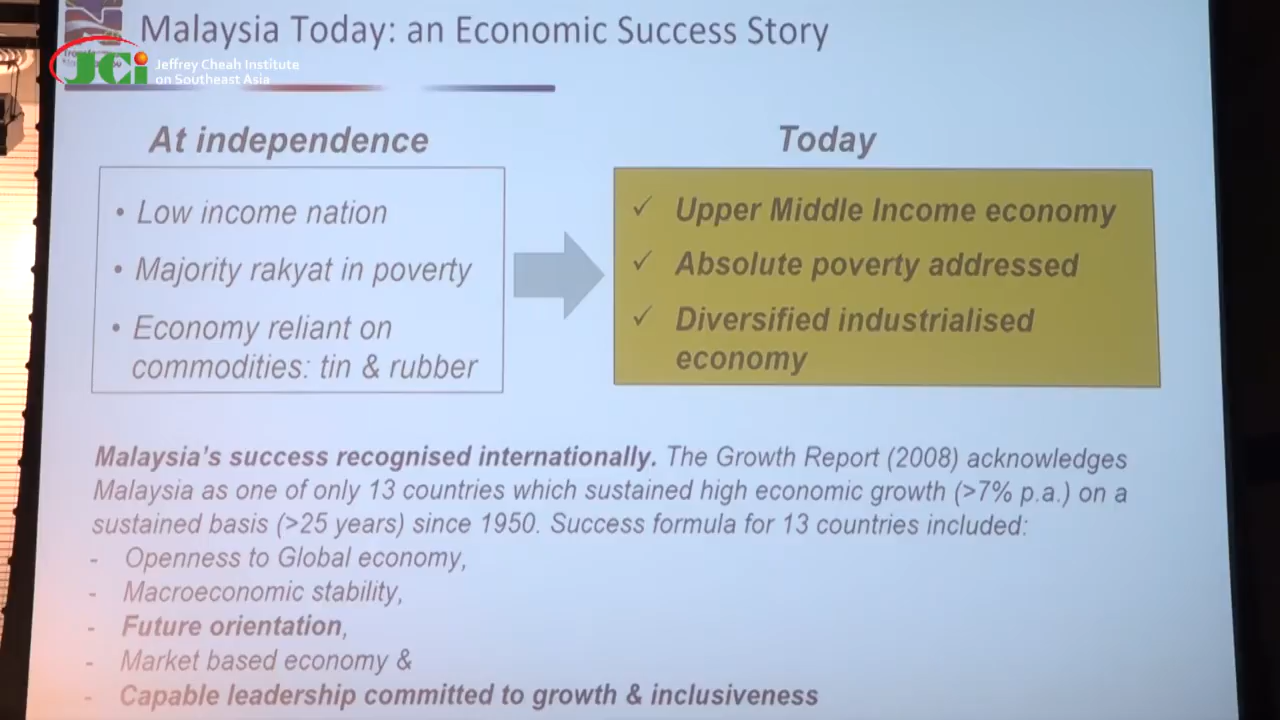 Malaysia Today: an Economic Success Story
JCi
Jeffrey Cheah Institute
on Southeast Asia
At independence
• Low income nation
• Majority rakyat in poverty
• Economy reliant on
commodities: tin & rubber
Today
✓ Upper Middle Income economy
✓ Absolute poverty addressed
✓ Diversified industrialised
economy
Malaysia's success recognised internationally. The Growth Report (2008) acknowledges
Malaysia as one of only 13 countries which sustained high economic growth (>7% p.a.) on a
sustained basis (>25 years) since 1950. Success formula for 13 countries included:
- Openness to Global economy,
- Macroeconomic stability,
- Future orientation,
- Market based economy &
- Capable leadership committed to growth & inclusiveness